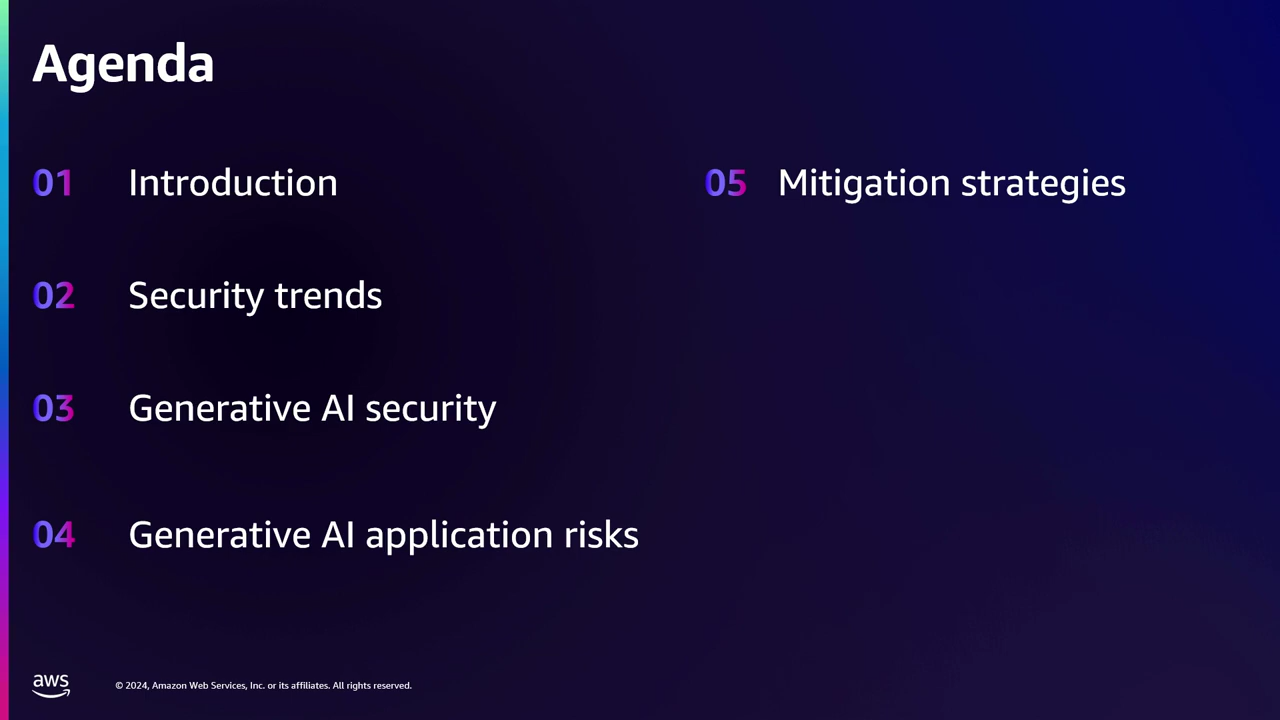 Agenda
01 Introduction
02 Security trends
03 Generative AI security
04 Generative AI application risks
05 Mitigation strategies
aws
© 2024, Amazon Web Services, Inc. or its affiliates. All rights reserved.